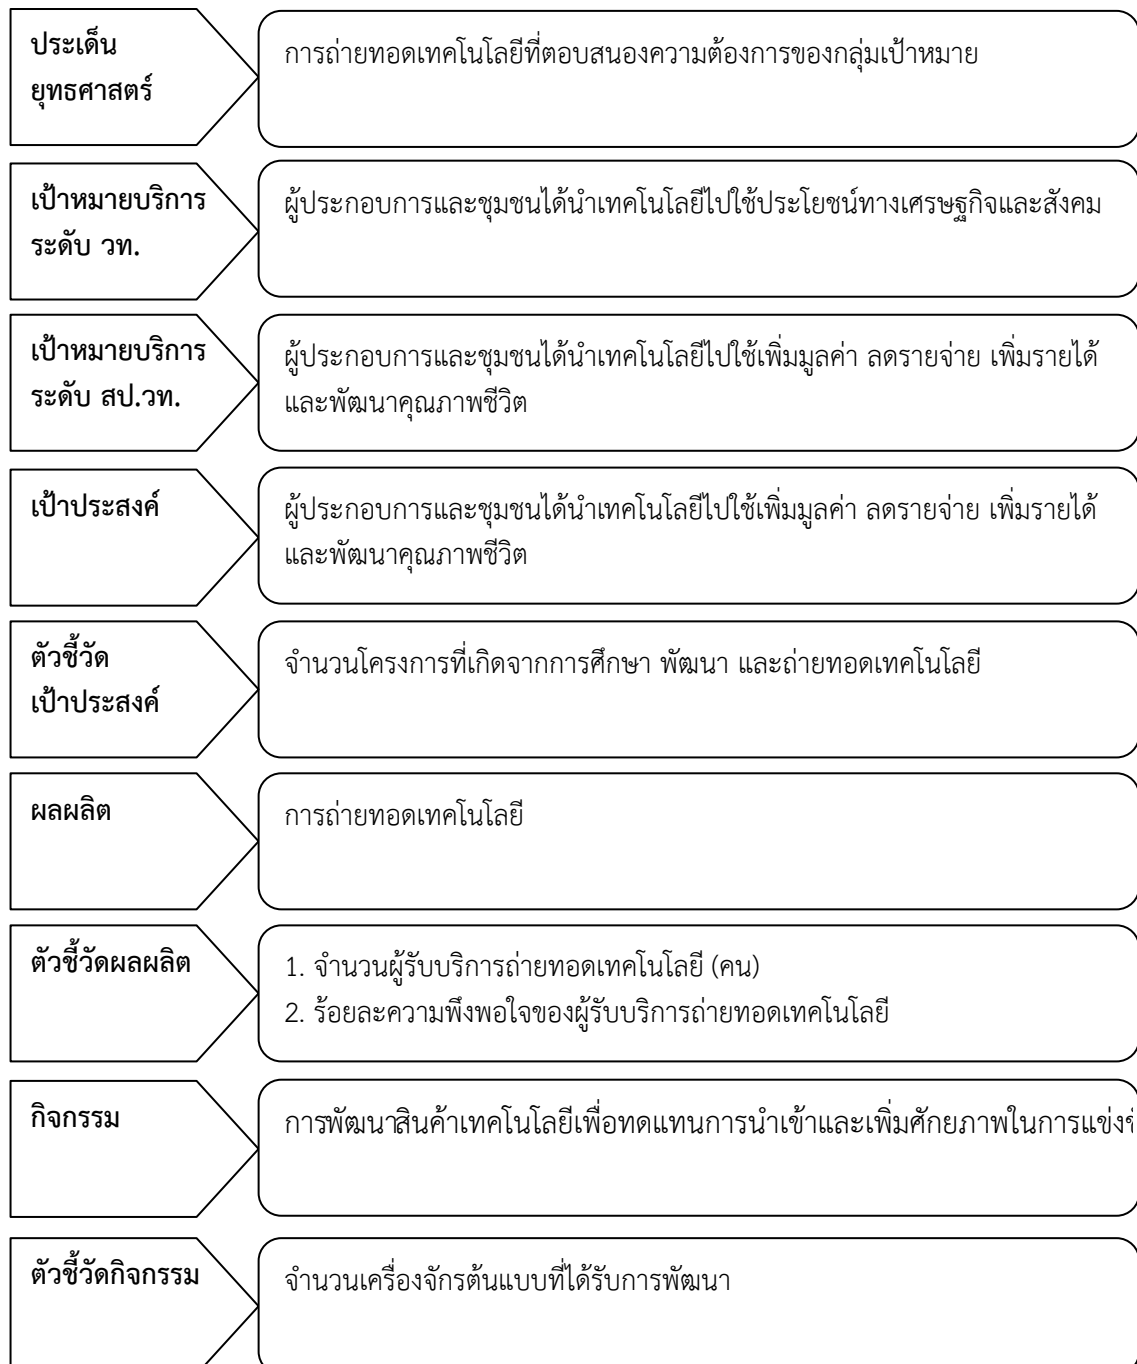 ประเด็น
ยุทธศาสตร์
การถ่ายทอดเทคโนโลยีที่ตอบสนองความต้องการของกลุ่มเป้าหมาย
เป้าหมายบริการ
ระดับ วท.
ผู้ประกอบการและชุมชนได้นำเทคโนโลยีไปใช้ประโยชน์ทางเศรษฐกิจและสังคม
เป้าหมายบริการ
ระดับ สป.วท.
ผู้ประกอบการและชุมชนได้นำเทคโนโลยีไปใช้เพิ่มมูลค่า ลดรายจ่าย เพิ่มรายได้
และพัฒนาคุณภาพชีวิต
เป้าประสงค์
ผู้ประกอบการและชุมชนได้นำเทคโนโลยีไปใช้เพิ่มมูลค่า ลดรายจ่าย เพิ่มรายได้
และพัฒนาคุณภาพชีวิต
ตัวชี้วัด
เป้าประสงค์
จำนวนโครงการที่เกิดจากการศึกษา พัฒนา และถ่ายทอดเทคโนโลยี
ผลผลิต
การถ่ายทอดเทคโนโลยี
ตัวชี้วัดผลผลิต
1. จำนวนผู้รับบริการถ่ายทอดเทคโนโลยี (คน)
2. ร้อยละความพึงพอใจของผู้รับบริการถ่ายทอดเทคโนโลยี
กิจกรรม
การพัฒนาสินค้าเทคโนโลยีเพื่อทดแทนการนำเข้าและเพิ่มศักยภาพในการแข่ง
ตัวชี้วัดกิจกรรม
จำนวนเครื่องจักรต้นแบบที่ได้รับการพัฒนา